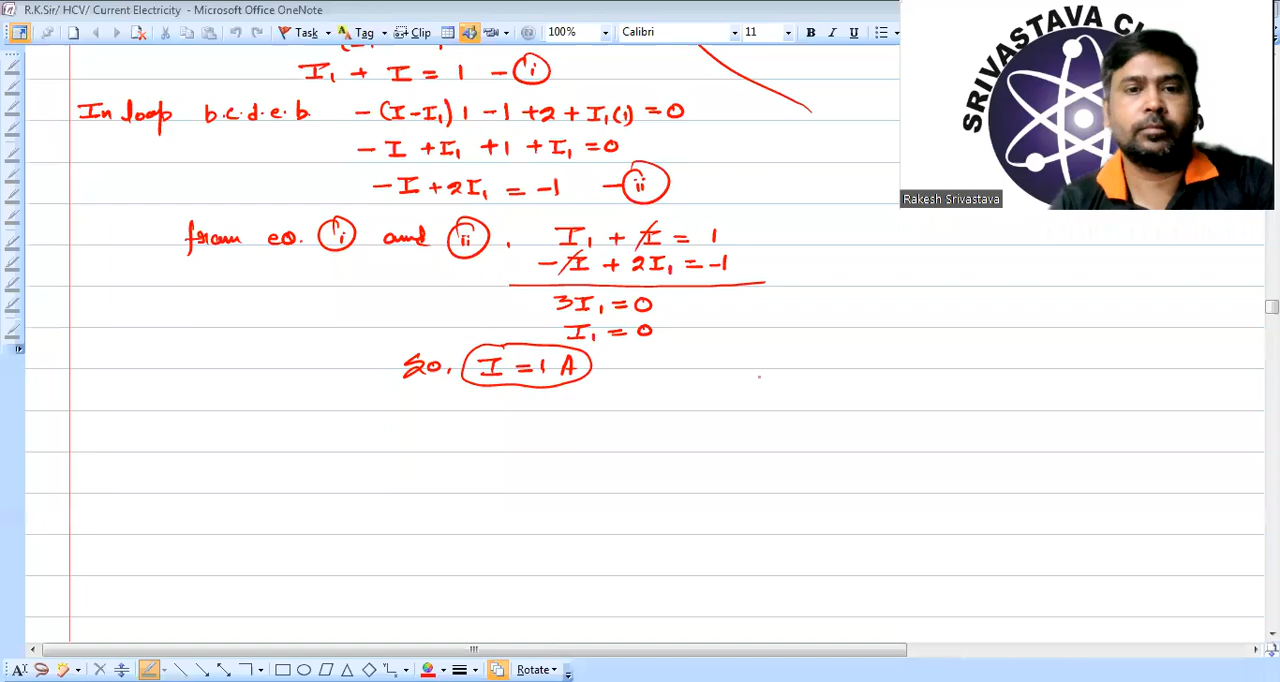 R.K.Sir/ HCV/ Current Electricity - Microsoft Office OneNote
Task Tag Clip 100% Calibri 11 B I U
SRIVASTAVA CL
Rakesh Srivastava
I₁ + I = 1 - (i)
In loop b.c.d.e.b. -(I-I₁) 1 -1 +2 + I₁(1) = 0
- I + I₁ + 1 + I₁ = 0
- I + 2I₁ = -1 - (ii)
from eq. (i) and (ii). I₁ + I = 1
- I + 2I₁ = -1
3I₁ = 0
I₁ = 0
so. I = 1 A
Rotate